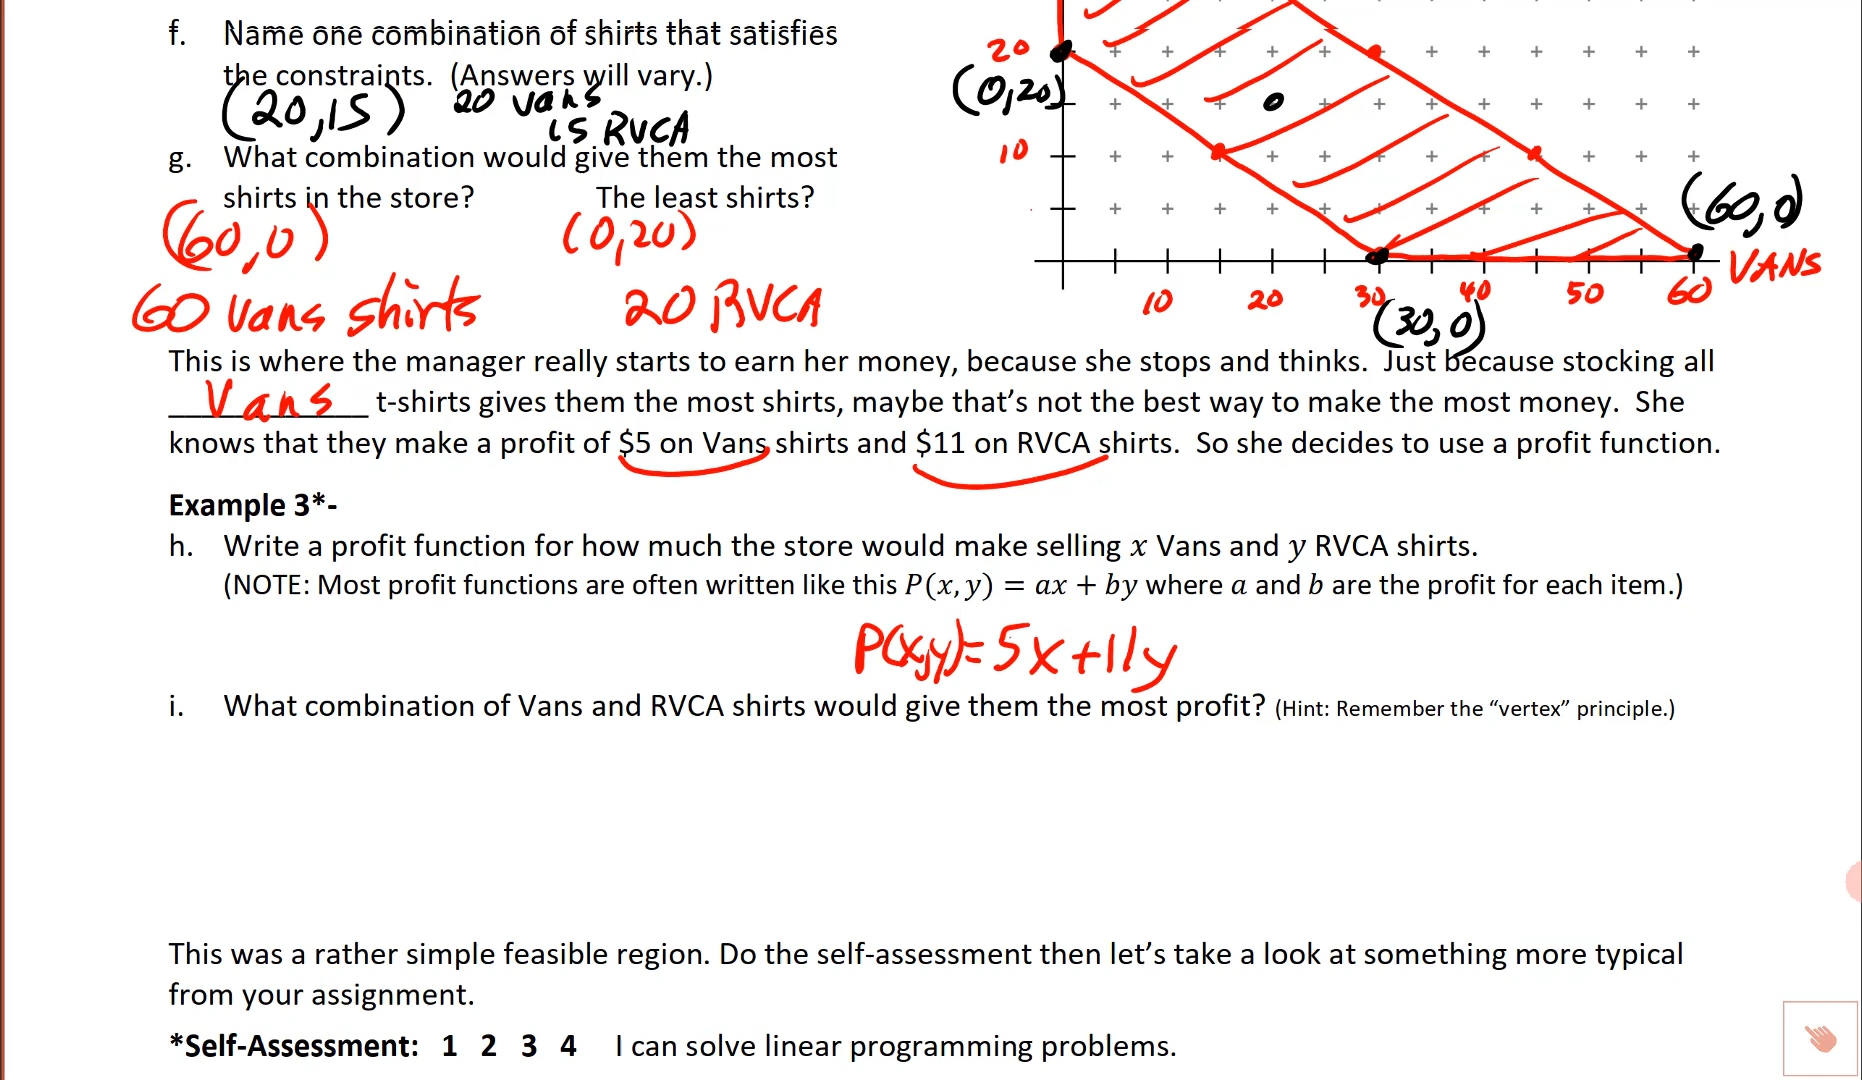 f. Name one combination of shirts that satisfies
the constraints. (Answers will vary.)
(20,15) 20 vans
15 RVCA
g. What combination would give them the most
shirts in the store? The least shirts?
(60,0) (0,20)
60 Vans shirts 20 RVCA
20
(0,20)
10
(60,0)
VANS
10 20 30 40 50 60
(30,0)
This is where the manager really starts to earn her money, because she stops and thinks. Just because stocking all
Vans t-shirts gives them the most shirts, maybe that's not the best way to make the most money. She
knows that they make a profit of $5 on Vans shirts and $11 on RVCA shirts. So she decides to use a profit function.
Example 3*-
h. Write a profit function for how much the store would make selling x Vans and y RVCA shirts.
(NOTE: Most profit functions are often written like this P(x,y) = ax + by where a and b are the profit for each item.)
P(x,y)=5x+11y
i. What combination of Vans and RVCA shirts would give them the most profit? (Hint: Remember the “vertex” principle.)
This was a rather simple feasible region. Do the self-assessment then let’s take a look at something more typical
from your assignment.
*Self-Assessment: 1 2 3 4 I can solve linear programming problems.